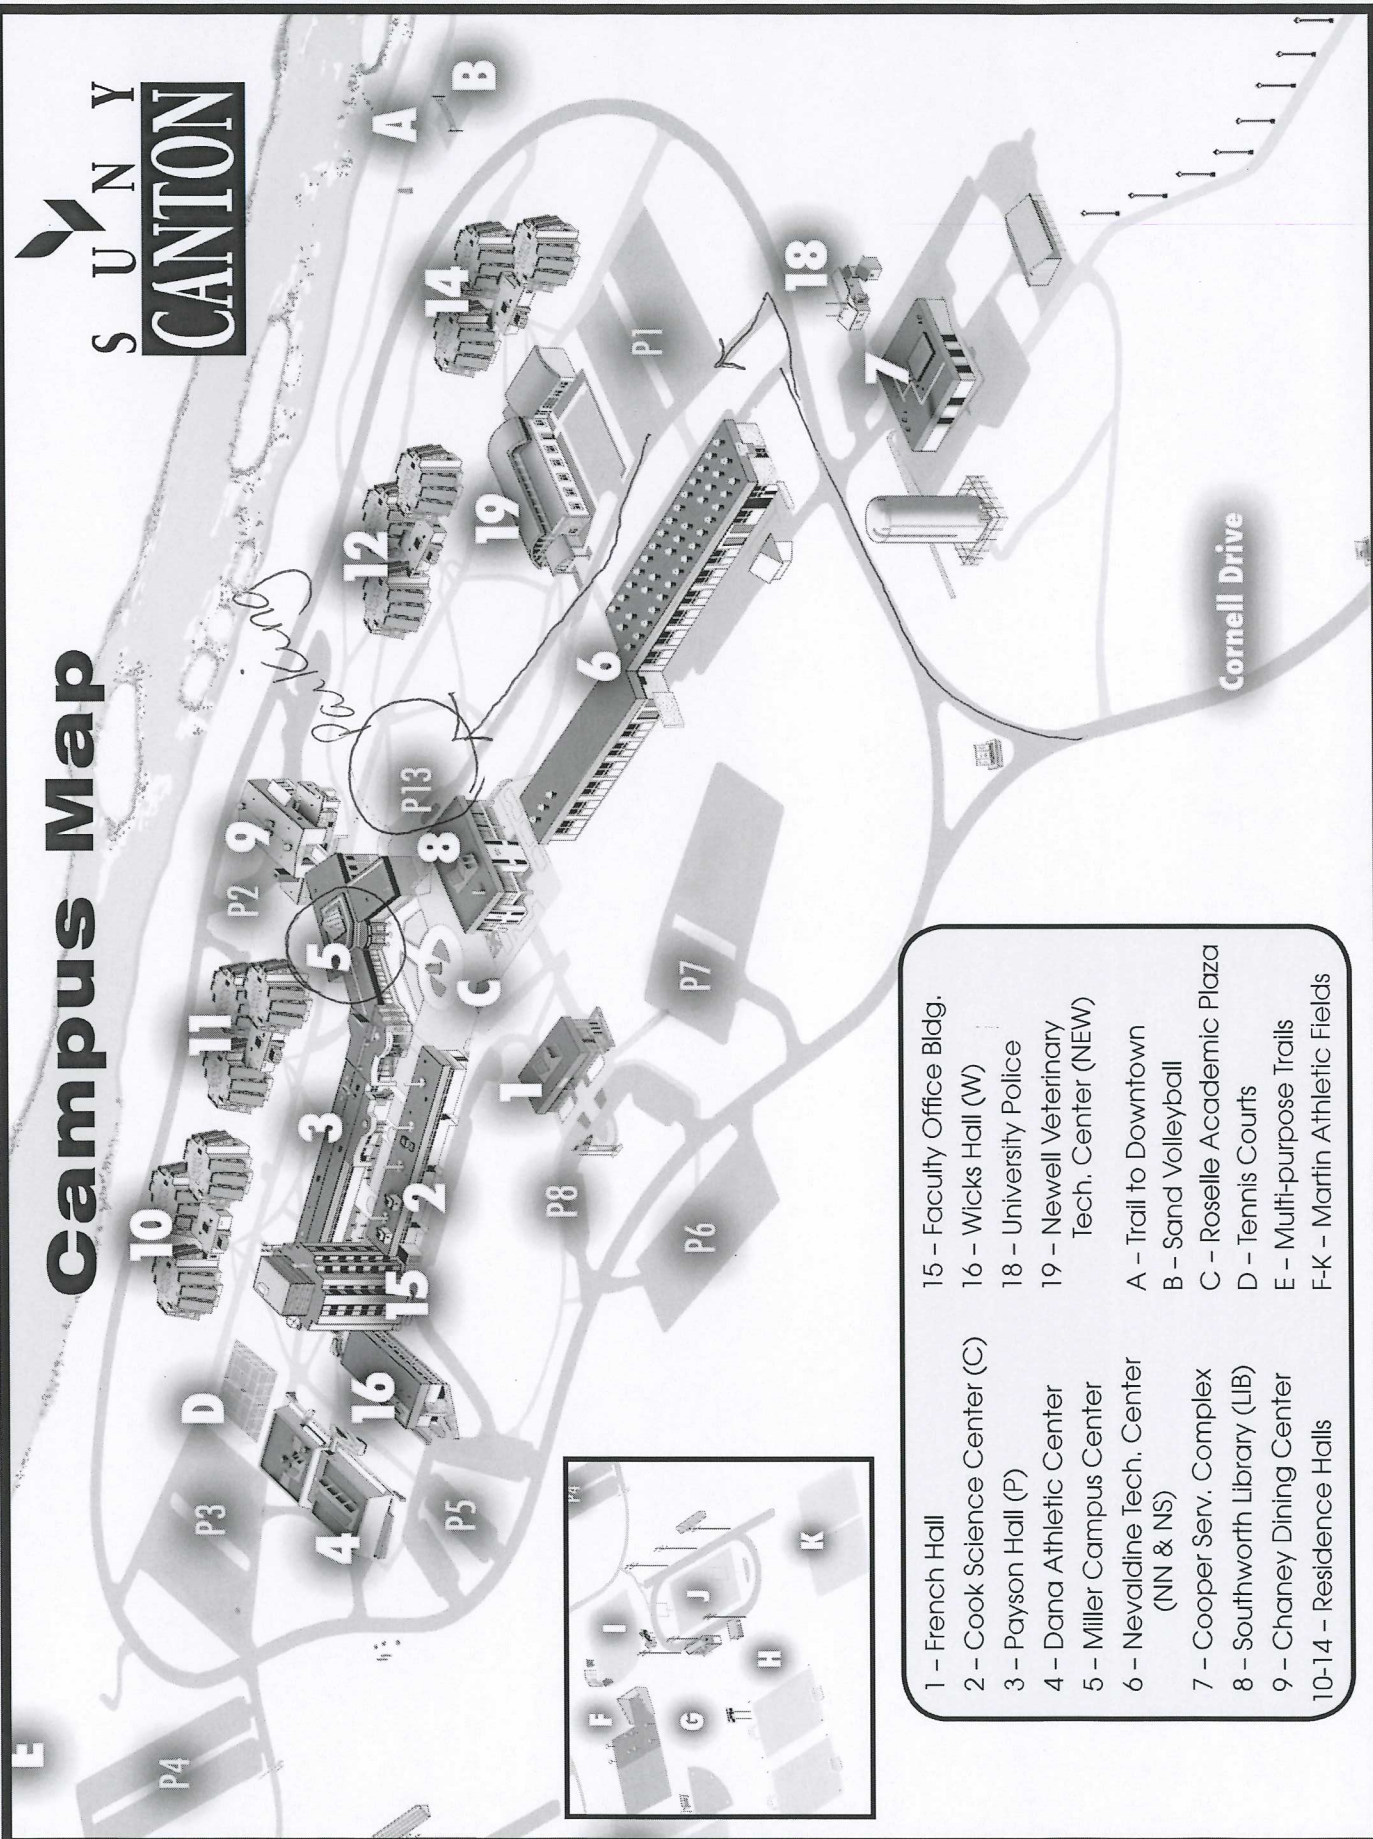 Campus Map
SUNY
CANTON
E
P4
P3
D
10
11
P2
9
Parking
12
14
A
B
4
16
15
3
2
5
C
8
P13
19
P1
18
P5
P8
1
6
7
P6
P7
Cornell Drive
P4
F
I
J
G
H
K
1 – French Hall
2 – Cook Science Center (C)
3 – Payson Hall (P)
4 – Dana Athletic Center
5 – Miller Campus Center
6 – Nevaldine Tech. Center
(NN & NS)
7 – Cooper Serv. Complex
8 – Southworth Library (LIB)
9 – Chaney Dining Center
10-14 – Residence Halls
15 – Faculty Office Bldg.
16 – Wicks Hall (W)
18 – University Police
19 – Newell Veterinary
Tech. Center (NEW)
A – Trail to Downtown
B – Sand Volleyball
C – Roselle Academic Plaza
D – Tennis Courts
E – Multi-purpose Trails
F-K – Martin Athletic Fields